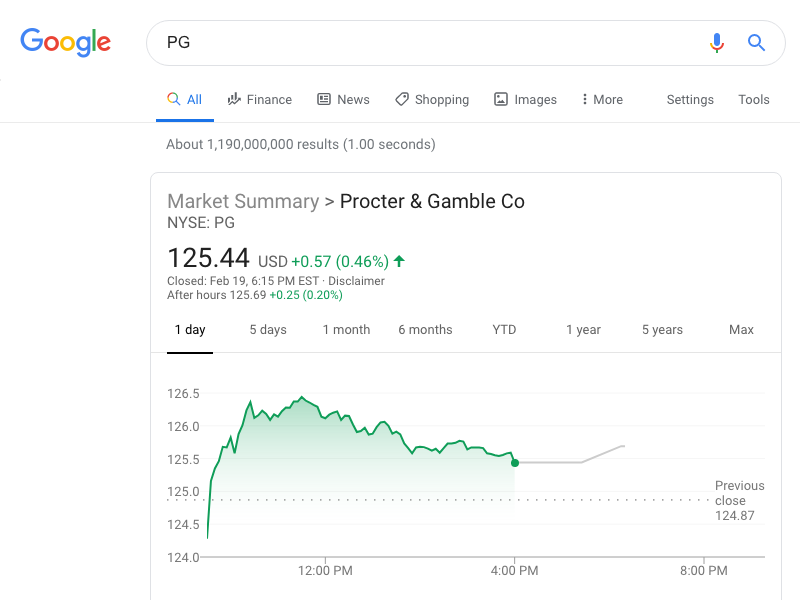 Google
PG
All Finance News Shopping Images More Settings Tools
About 1,190,000,000 results (1.00 seconds)
Market Summary > Procter & Gamble Co
NYSE: PG
125.44 USD +0.57 (0.46%)
Closed: Feb 19, 6:15 PM EST · Disclaimer
After hours 125.69 +0.25 (0.20%)
1 day 5 days 1 month 6 months YTD 1 year 5 years Max
126.5
126.0
125.5
125.0
124.5
124.0
Previous
close
124.87
12:00 PM 4:00 PM 8:00 PM